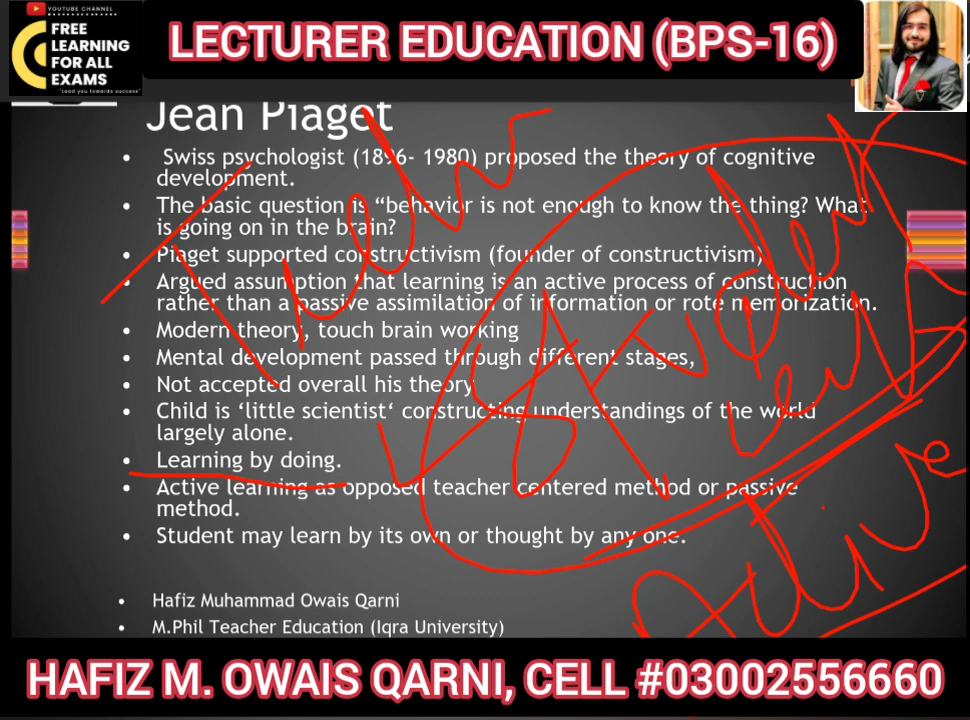 YOUTUBE CHANNEL
FREE
LEARNING
FOR ALL
EXAMS
"Lead you towards success"
LECTURER EDUCATION (BPS-16)
Jean Piaget
• Swiss psychologist (1896- 1980) proposed the theory of cognitive
development.
• The basic question is “behavior is not enough to know the thing? What
is going on in the brain?
• Piaget supported constructivism (founder of constructivism)
• Argued assumption that learning is an active process of construction
rather than a passive assimilation of information or rote memorization.
• Modern theory, touch brain working
• Mental development passed through different stages,
• Not accepted overall his theory
• Child is ‘little scientist‘ constructing understandings of the world
largely alone.
• Learning by doing.
• Active learning as opposed teacher centered method or passive
method.
• Student may learn by its own or thought by any one.
Student
Active
• Hafiz Muhammad Owais Qarni
• M.Phil Teacher Education (Iqra University)
HAFIZ M. OWAIS QARNI, CELL #03002556660